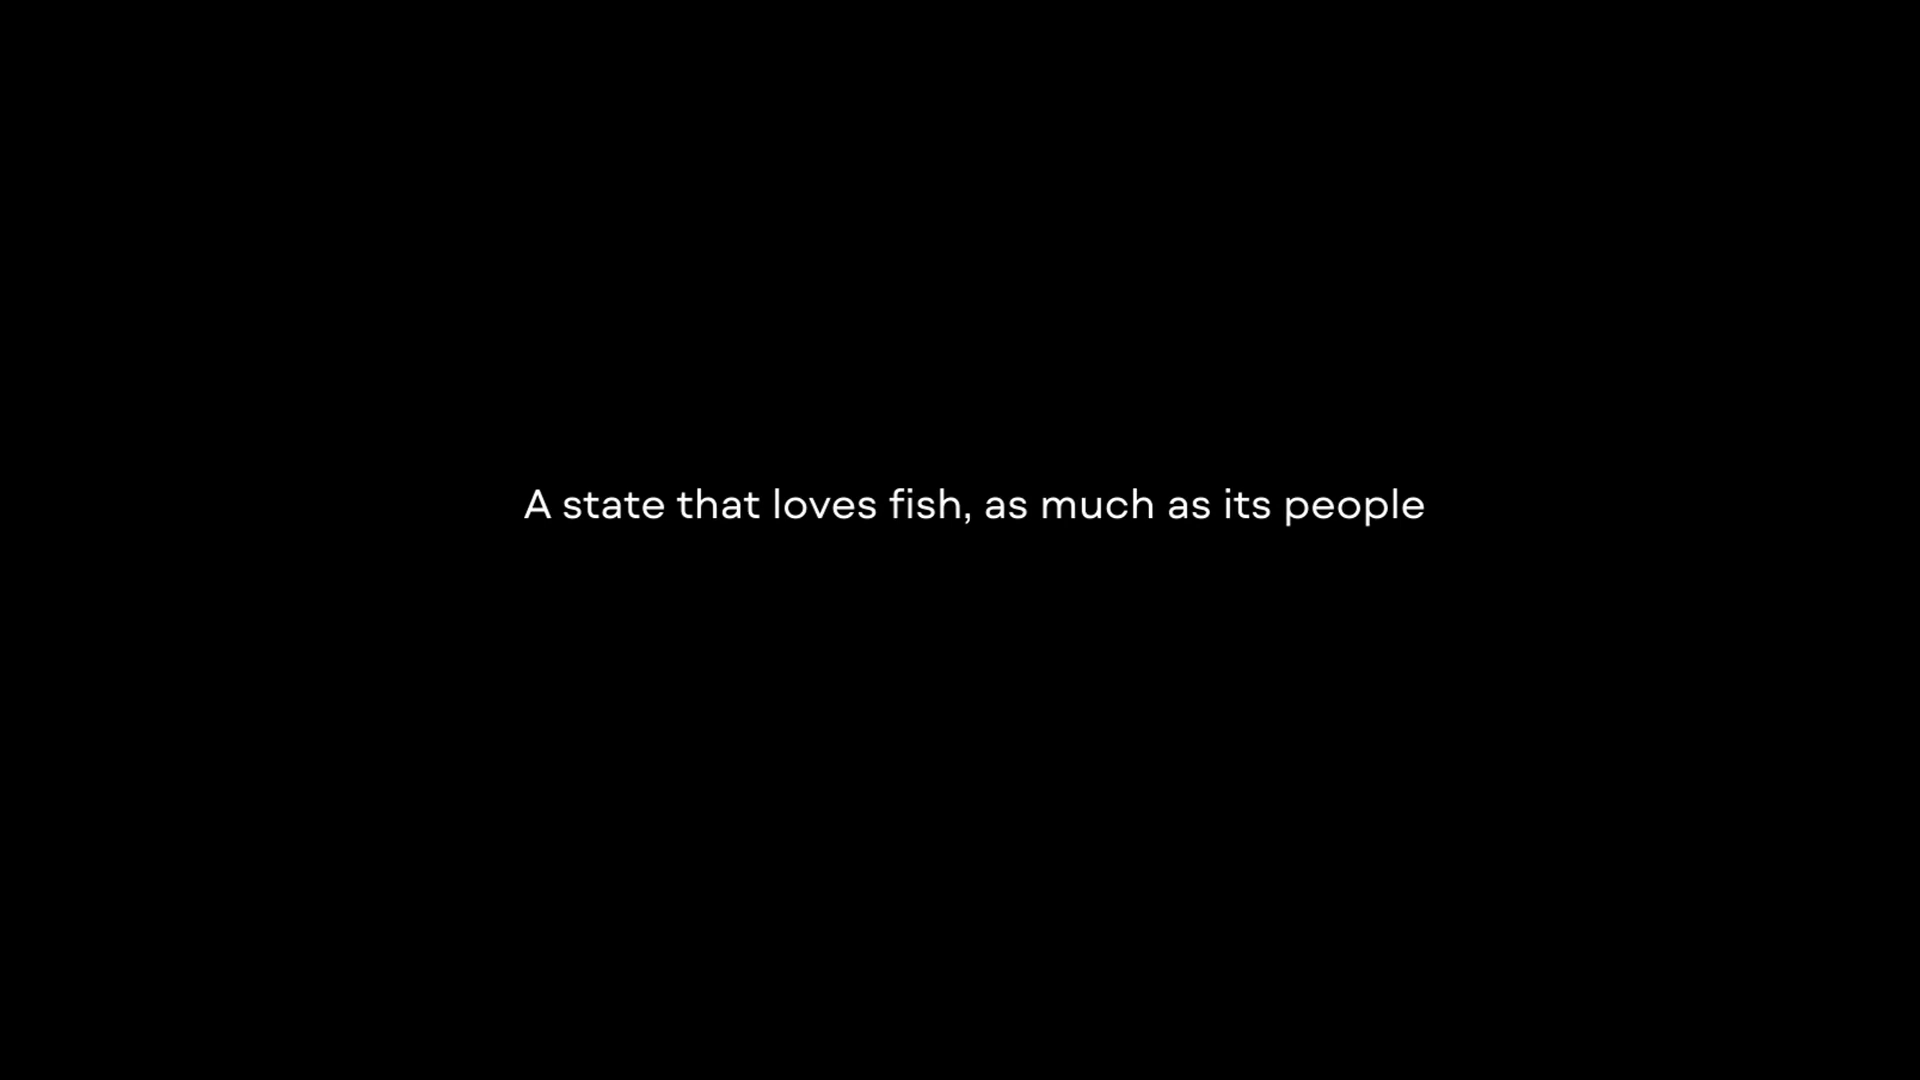 A state that loves fish, as much as its people